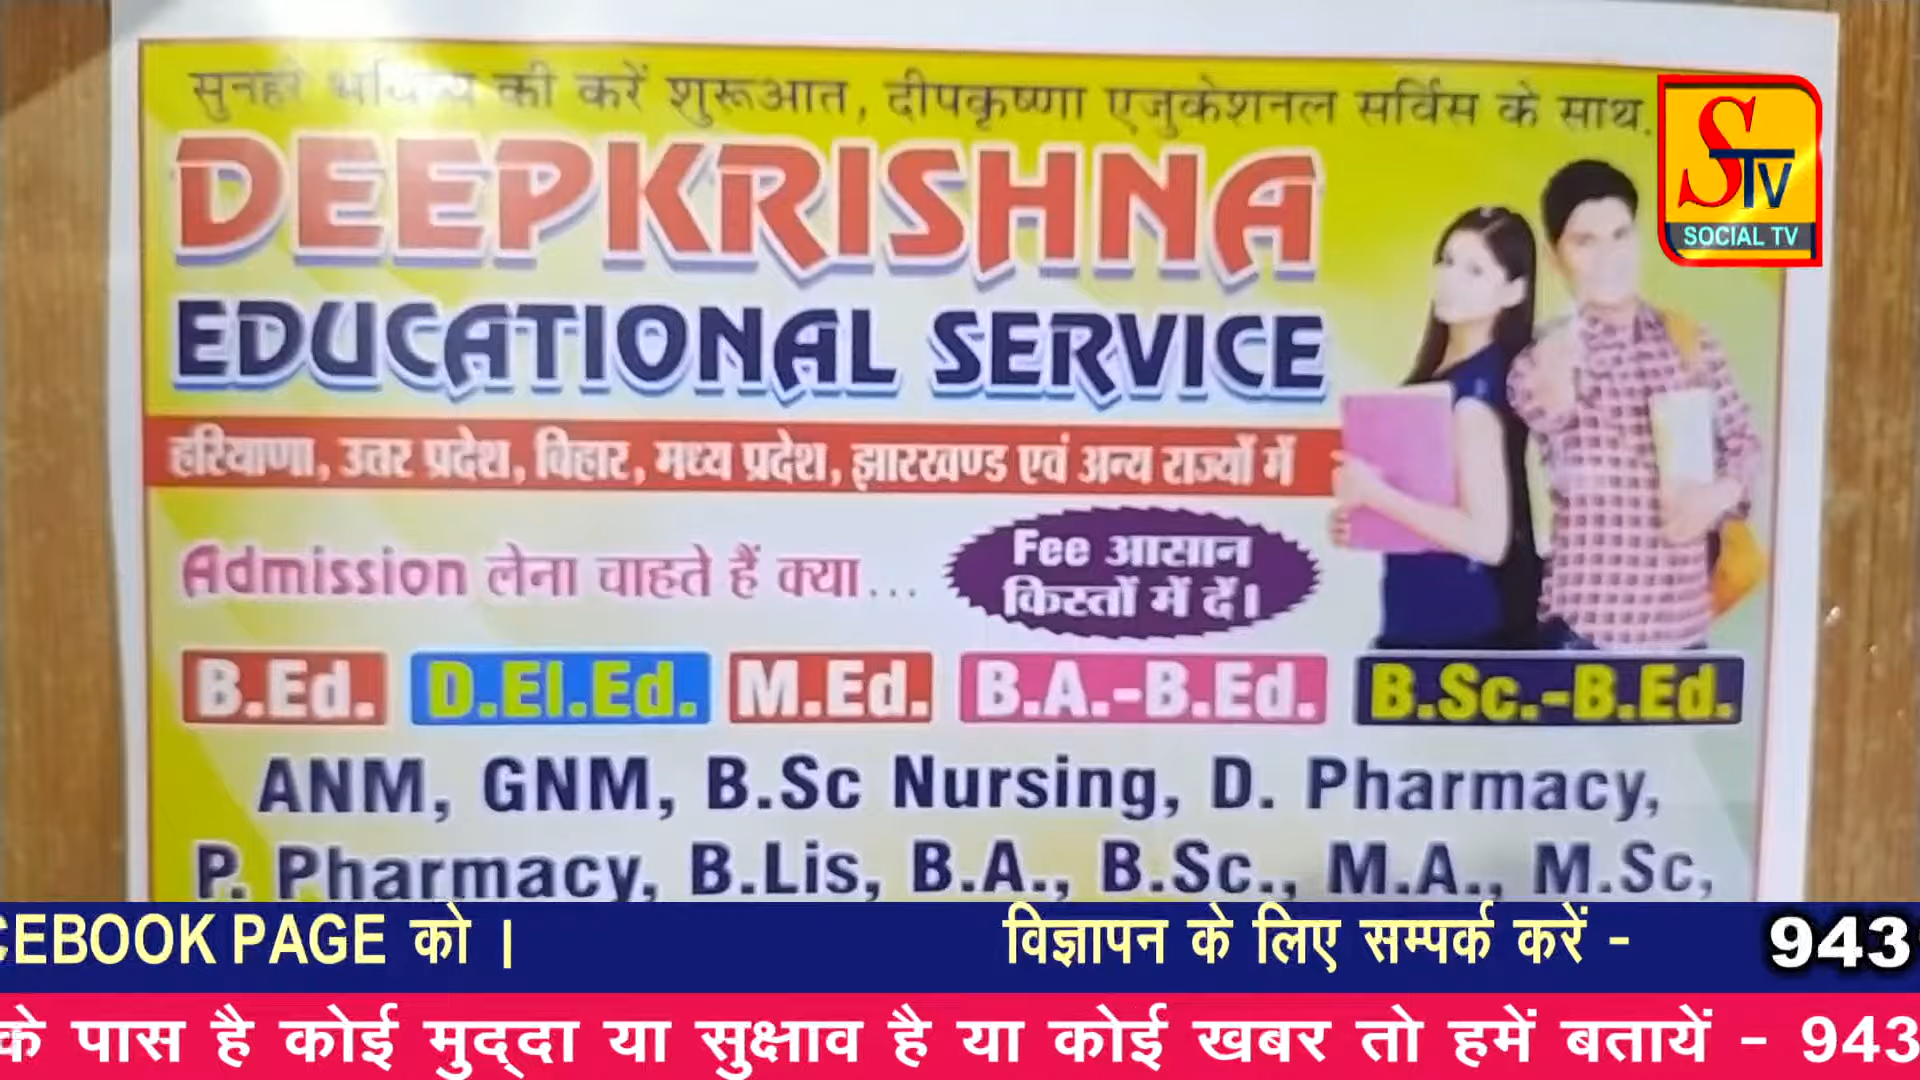 सुनहरे भविष्य की करें शुरूआत, दीपकृष्णा एजुकेशनल सर्विस के साथ.
DEEPKRISHNA
EDUCATIONAL SERVICE
STV
SOCIAL TV
हरियाणा, उत्तर प्रदेश, बिहार, मध्य प्रदेश, झारखण्ड एवं अन्य राज्यों में
Admission लेना चाहते हैं क्या...
Fee आसान
किस्तों में दें।
B.Ed. D.El.Ed. M.Ed. B.A.-B.Ed. B.Sc.-B.Ed.
ANM, GNM, B.Sc Nursing, D. Pharmacy,
P. Pharmacy, B.Lis, B.A., B.Sc., M.A., M.Sc,
CEBOOK PAGE को | विज्ञापन के लिए सम्पर्क करें - 943
के पास है कोई मुद्दा या सुक्षाव है या कोई खबर तो हमें बतायें - 943